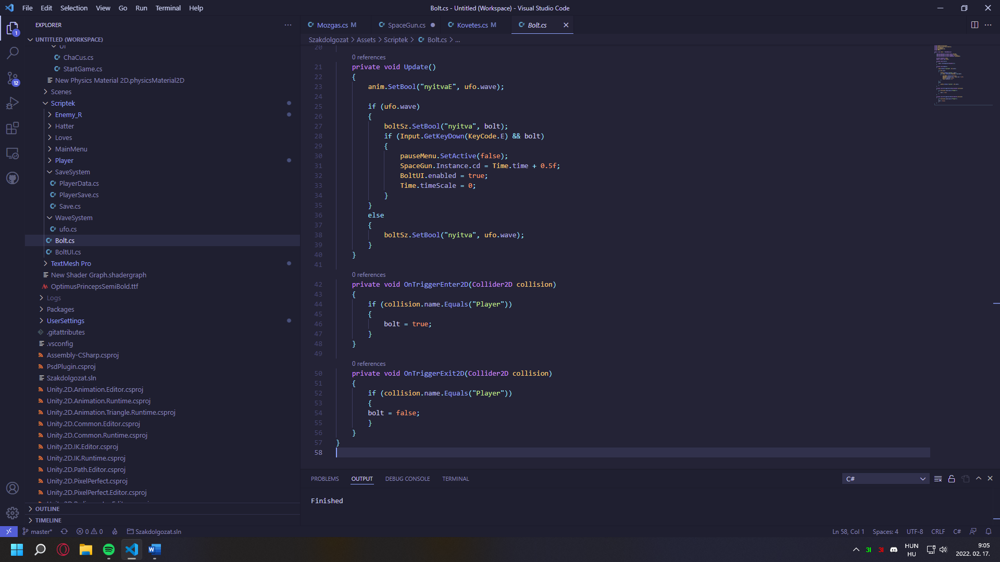 File Edit Selection View Go Run Terminal Help
Bolt.cs - Untitled (Workspace) - Visual Studio Code
EXPLORER
UNTITLED (WORKSPACE)
UI
ChaCus.cs
StartGame.cs
New Physics Material 2D.physicsMaterial2D
Scenes
Scriptek
Enemy_R
Hatter
Loves
MainMenu
Player
SaveSystem
PlayerData.cs
PlayerSave.cs
Save.cs
WaveSystem
ufo.cs
Bolt.cs
BoltUI.cs
TextMesh Pro
New Shader Graph.shadergraph
OptimusPrincepsSemiBold.ttf
Logs
Packages
UserSettings
.gitattributes
.vsconfig
Assembly-CSharp.csproj
PsdPlugin.csproj
Szakdolgozat.sln
Unity.2D.Animation.Editor.csproj
Unity.2D.Animation.Runtime.csproj
Unity.2D.Animation.Triangle.Runtime.csproj
Unity.2D.Common.Editor.csproj
Unity.2D.Common.Runtime.csproj
Unity.2D.IK.Editor.csproj
Unity.2D.IK.Runtime.csproj
Unity.2D.Path.Editor.csproj
Unity.2D.PixelPerfect.csproj
Unity.2D.PixelPerfect.Editor.csproj
OUTLINE
TIMELINE
1
12
Mozgas.cs M
SpaceGun.cs
Kovetes.cs M
Bolt.cs
Szakdolgozat > Assets > Scriptek > Bolt.cs > ...
20
0 references
21 private void Update()
22 {
23 anim.SetBool("nyitvaE", ufo.wave);
24
25 if (ufo.wave)
26 {
27 boltSz.SetBool("nyitva", bolt);
28 if (Input.GetKeyDown(KeyCode.E) && bolt)
29 {
30 pauseMenu.SetActive(false);
31 SpaceGun.Instance.cd = Time.time + 0.5f;
32 BoltUI.enabled = true;
33 Time.timeScale = 0;
34 }
35 }
36 else
37 {
38 boltSz.SetBool("nyitva", ufo.wave);
39 }
40 }
41
0 references
42 private void OnTriggerEnter2D(Collider2D collision)
43 {
44 if (collision.name.Equals("Player"))
45 {
46 bolt = true;
47 }
48 }
49
0 references
50 private void OnTriggerExit2D(Collider2D collision)
51 {
52 if (collision.name.Equals("Player"))
53 {
54 bolt = false;
55 }
56 }
57 }
58
PROBLEMS OUTPUT DEBUG CONSOLE TERMINAL
C#
Finished
master* 0 0 Szakdolgozat.sln
Ln 58, Col 1 Spaces: 4 UTF-8 CRLF C#
HUN
HU
9:05
2022. 02. 17.